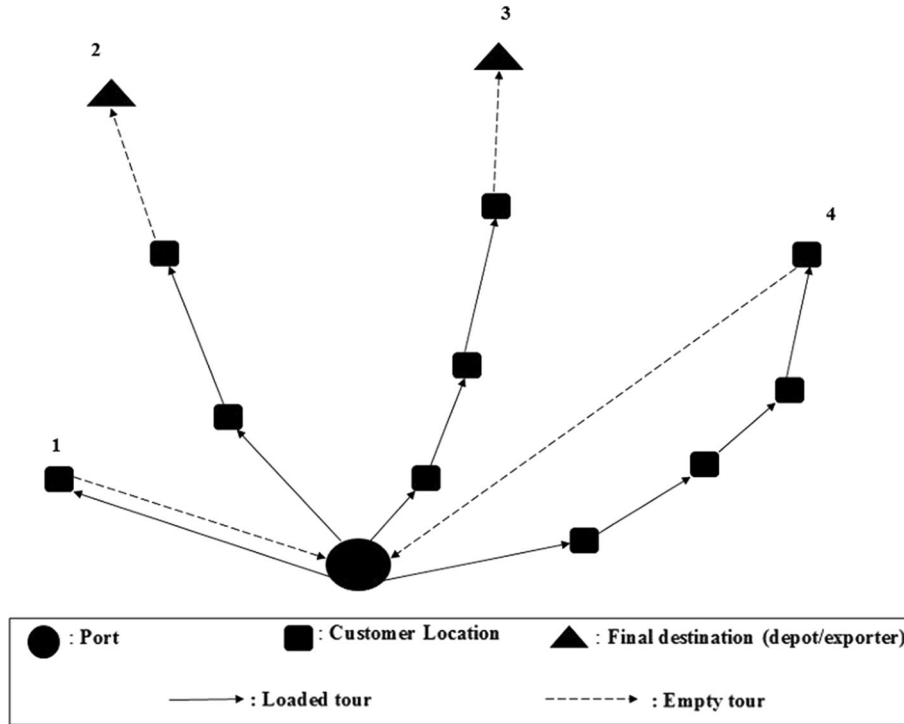 3
2
4
1
: Port
: Customer Location
: Final destination (depot/exporter)
: Loaded tour
: Empty tour